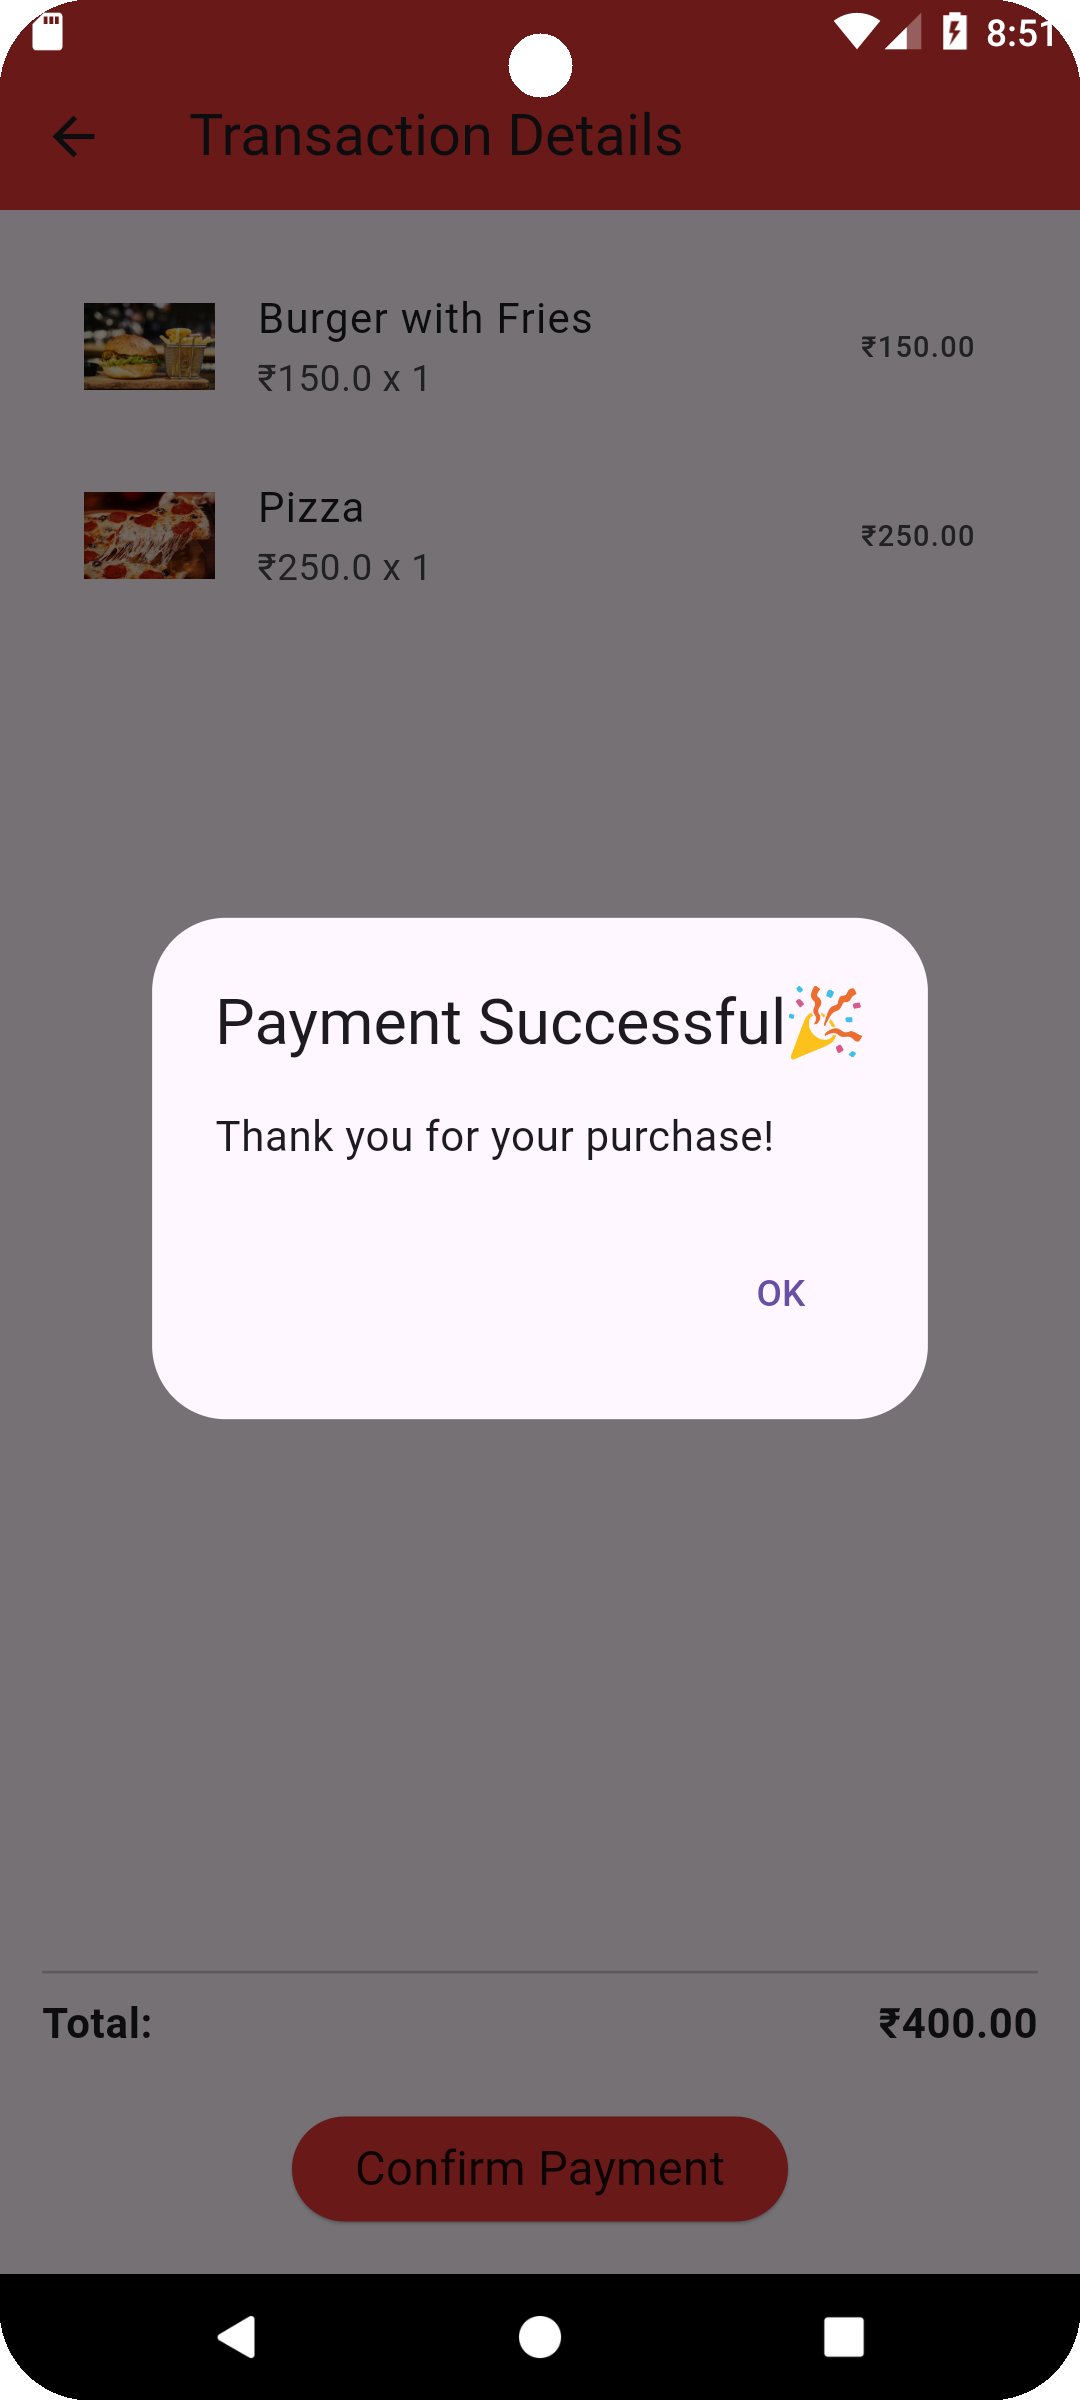 8:51
Transaction Details
Burger with Fries
₹150.0 x 1
₹150.00
Pizza
₹250.0 x 1
₹250.00
Payment Successful🎉
Thank you for your purchase!
OK
Total:
₹400.00
Confirm Payment